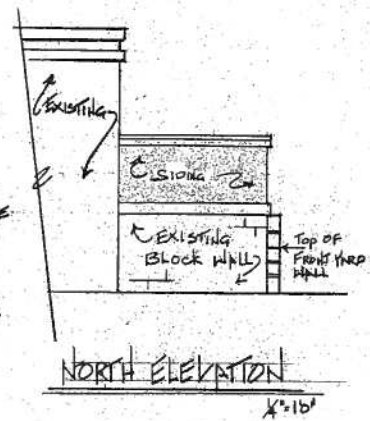 EXISTING
SIDING
EXISTING
BLOCK WALL
TOP OF
FRONT YARD
WALL
NORTH ELEVATION